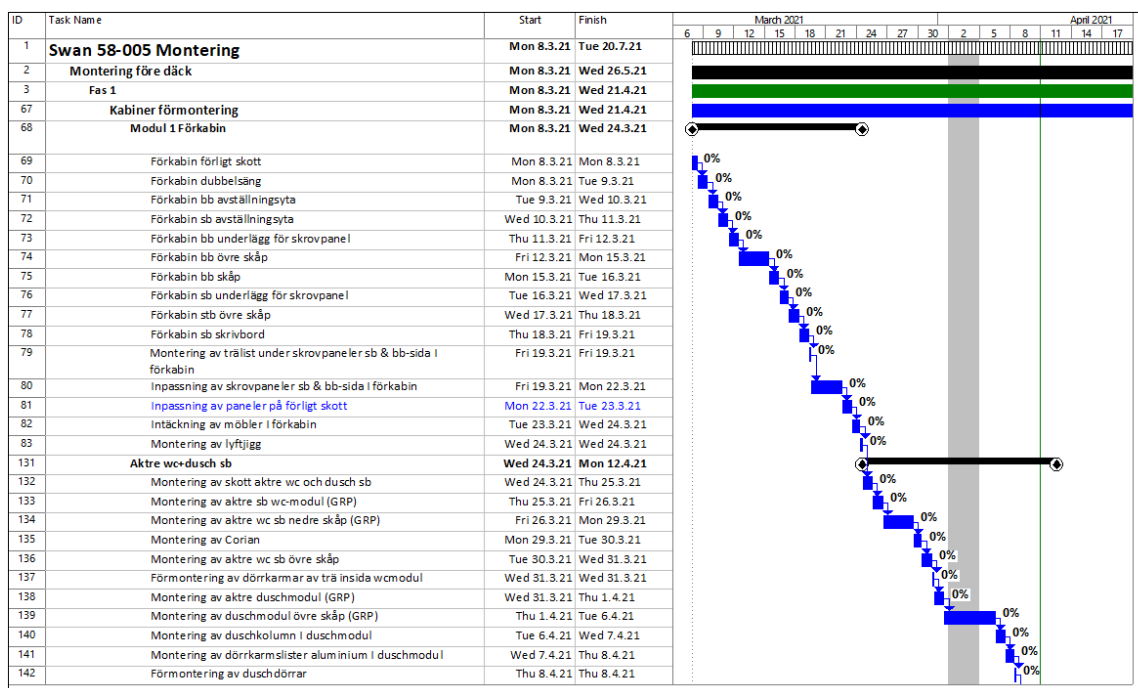 ID Task Name Start Finish March 2021 April 2021
6 9 12 15 18 21 24 27 30 2 5 8 11 14 17
1 Swan 58-005 Montering Mon 8.3.21 Tue 20.7.21
2 Montering före däck Mon 8.3.21 Wed 26.5.21
3 Fas 1 Mon 8.3.21 Wed 21.4.21
67 Kabiner förmontering Mon 8.3.21 Wed 21.4.21
68 Modul 1 Förkabin Mon 8.3.21 Wed 24.3.21
69 Förkabin förligt skott Mon 8.3.21 Mon 8.3.21 0%
70 Förkabin dubbelsäng Mon 8.3.21 Tue 9.3.21 0%
71 Förkabin bb avställningsyta Tue 9.3.21 Wed 10.3.21 0%
72 Förkabin sb avställningsyta Wed 10.3.21 Thu 11.3.21 0%
73 Förkabin bb underlägg för skrovpanel Thu 11.3.21 Fri 12.3.21 0%
74 Förkabin bb övre skåp Fri 12.3.21 Mon 15.3.21 0%
75 Förkabin bb skåp Mon 15.3.21 Tue 16.3.21 0%
76 Förkabin sb underlägg för skrovpanel Tue 16.3.21 Wed 17.3.21 0%
77 Förkabin stb övre skåp Wed 17.3.21 Thu 18.3.21 0%
78 Förkabin sb skrivbord Thu 18.3.21 Fri 19.3.21 0%
79 Montering av trälist under skrovpaneler sb & bb-sida I Fri 19.3.21 Fri 19.3.21 0%
förkabin
80 Inpassning av skrovpaneler sb & bb-sida I förkabin Fri 19.3.21 Mon 22.3.21 0%
81 Inpassning av paneler på förligt skott Mon 22.3.21 Tue 23.3.21 0%
82 Intäckning av möbler I förkabin Tue 23.3.21 Wed 24.3.21 0%
83 Montering av lyftjigg Wed 24.3.21 Wed 24.3.21 0%
131 Aktre wc+dusch sb Wed 24.3.21 Mon 12.4.21
132 Montering av skott aktre wc och dusch sb Wed 24.3.21 Thu 25.3.21 0%
133 Montering av aktre sb wc-modul (GRP) Thu 25.3.21 Fri 26.3.21 0%
134 Montering av aktre wc sb nedre skåp (GRP) Fri 26.3.21 Mon 29.3.21 0%
135 Montering av Corian Mon 29.3.21 Tue 30.3.21 0%
136 Montering av aktre wc sb övre skåp Tue 30.3.21 Wed 31.3.21 0%
137 Förmontering av dörrkarmar av trä insida wcmodul Wed 31.3.21 Wed 31.3.21 0%
138 Montering av aktre duschmodul (GRP) Wed 31.3.21 Thu 1.4.21 0%
139 Montering av duschmodul övre skåp (GRP) Thu 1.4.21 Tue 6.4.21 0%
140 Montering av duschkolumn I duschmodul Tue 6.4.21 Wed 7.4.21 0%
141 Montering av dörrkarmslister aluminium I duschmodul Wed 7.4.21 Thu 8.4.21 0%
142 Förmontering av duschdörrar Thu 8.4.21 Thu 8.4.21 0%